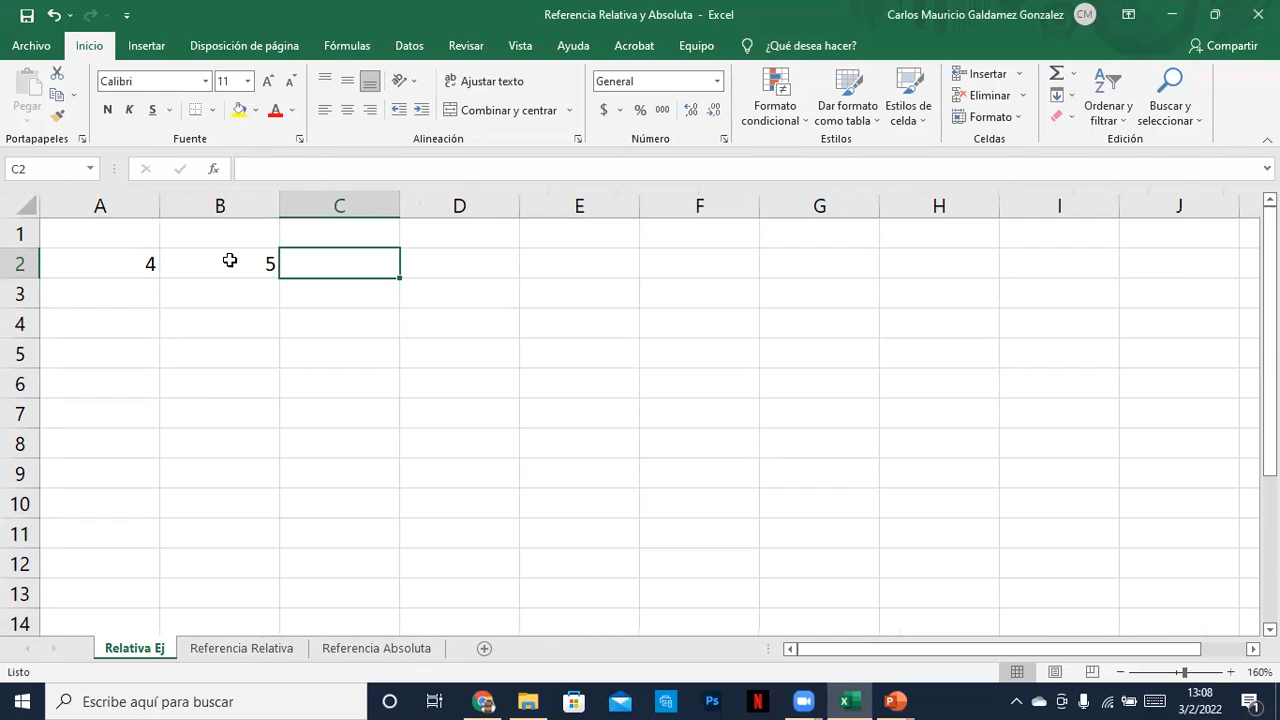 Referencia Relativa y Absoluta - Excel
Carlos Mauricio Galdamez Gonzalez CM
Archivo Inicio Insertar Disposición de página Fórmulas Datos Revisar Vista Ayuda Acrobat Equipo ¿Qué desea hacer? Compartir
Pegar
Calibri 11
N K S A
Ajustar texto
Combinar y centrar
General
$ % 000
Formato condicional
Dar formato como tabla
Estilos de celda
Insertar
Eliminar
Formato
Ordenar y filtrar
Buscar y seleccionar
Portapapeles Fuente Alineación Número Estilos Celdas Edición
C2 fx
A B C D E F G H I J
1
2 4 5
3
4
5
6
7
8
9
10
11
12
13
14
Relativa Ej Referencia Relativa Referencia Absoluta
Listo 160%
Escribe aquí para buscar Ps N 13:08
3/2/2022